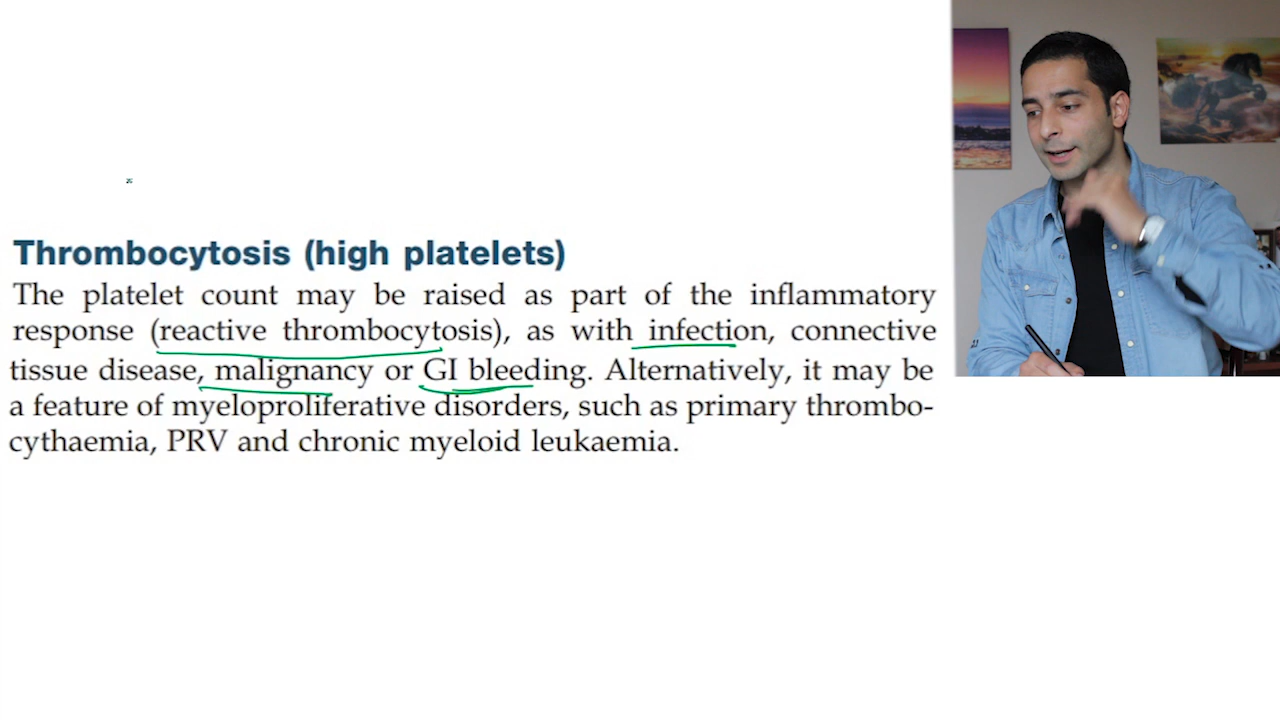 Thrombocytosis (high platelets)
The platelet count may be raised as part of the inflammatory
response (reactive thrombocytosis), as with infection, connective
tissue disease, malignancy or GI bleeding. Alternatively, it may be
a feature of myeloproliferative disorders, such as primary thrombo-
cythaemia, PRV and chronic myeloid leukaemia.